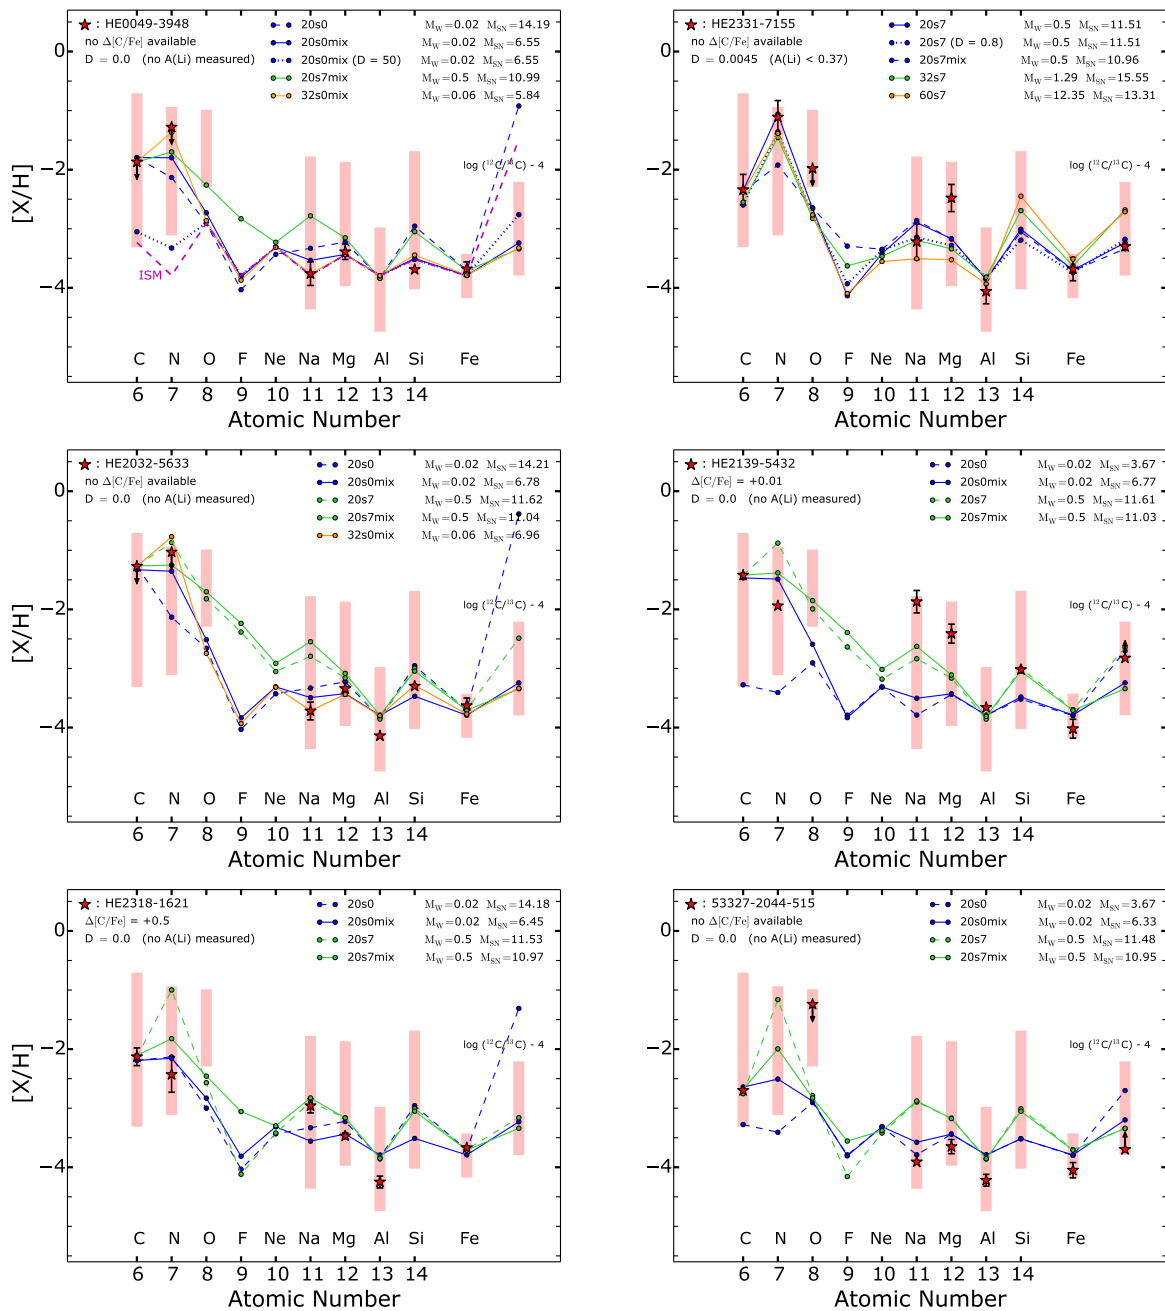 ★ : HE0049-3948
no Δ[C/Fe] available
D = 0.0 (no A(Li) measured)
20s0 M_W=0.02 M_SN=14.19
20s0mix M_W=0.02 M_SN=6.55
20s0mix (D = 50) M_W=0.02 M_SN=6.55
20s7mix M_W=0.5 M_SN=10.99
32s0mix M_W=0.06 M_SN=5.84
log (¹²C/¹³C) - 4
ISM
[X/H]
0
−2
−4
C N O F Ne Na Mg Al Si Fe
6 7 8 9 10 11 12 13 14
Atomic Number
★ : HE2331-7155
no Δ[C/Fe] available
D = 0.0045 (A(Li) < 0.37)
20s7 M_W=0.5 M_SN=11.51
20s7 (D = 0.8) M_W=0.5 M_SN=11.51
20s7mix M_W=0.5 M_SN=10.96
32s7 M_W=1.29 M_SN=15.55
60s7 M_W=12.35 M_SN=13.31
log (¹²C/¹³C) - 4
0
−2
−4
C N O F Ne Na Mg Al Si Fe
6 7 8 9 10 11 12 13 14
Atomic Number
★ : HE2032-5633
no Δ[C/Fe] available
D = 0.0 (no A(Li) measured)
20s0 M_W=0.02 M_SN=14.21
20s0mix M_W=0.02 M_SN=6.78
20s7 M_W=0.5 M_SN=11.62
20s7mix M_W=0.5 M_SN=11.04
32s0mix M_W=0.06 M_SN=6.96
log (¹²C/¹³C) - 4
[X/H]
0
−2
−4
C N O F Ne Na Mg Al Si Fe
6 7 8 9 10 11 12 13 14
Atomic Number
★ : HE2139-5432
Δ[C/Fe] = +0.01
D = 0.0 (no A(Li) measured)
20s0 M_W=0.02 M_SN=3.67
20s0mix M_W=0.02 M_SN=6.77
20s7 M_W=0.5 M_SN=11.61
20s7mix M_W=0.5 M_SN=11.03
log (¹²C/¹³C) - 4
0
−2
−4
C N O F Ne Na Mg Al Si Fe
6 7 8 9 10 11 12 13 14
Atomic Number
★ : HE2318-1621
Δ[C/Fe] = +0.5
D = 0.0 (no A(Li) measured)
20s0 M_W=0.02 M_SN=14.18
20s0mix M_W=0.02 M_SN=6.45
20s7 M_W=0.5 M_SN=11.53
20s7mix M_W=0.5 M_SN=10.97
log (¹²C/¹³C) - 4
[X/H]
0
−2
−4
C N O F Ne Na Mg Al Si Fe
6 7 8 9 10 11 12 13 14
Atomic Number
★ : 53327-2044-515
no Δ[C/Fe] available
D = 0.0 (no A(Li) measured)
20s0 M_W=0.02 M_SN=3.67
20s0mix M_W=0.02 M_SN=6.33
20s7 M_W=0.5 M_SN=11.48
20s7mix M_W=0.5 M_SN=10.95
log (¹²C/¹³C) - 4
0
−2
−4
C N O F Ne Na Mg Al Si Fe
6 7 8 9 10 11 12 13 14
Atomic Number